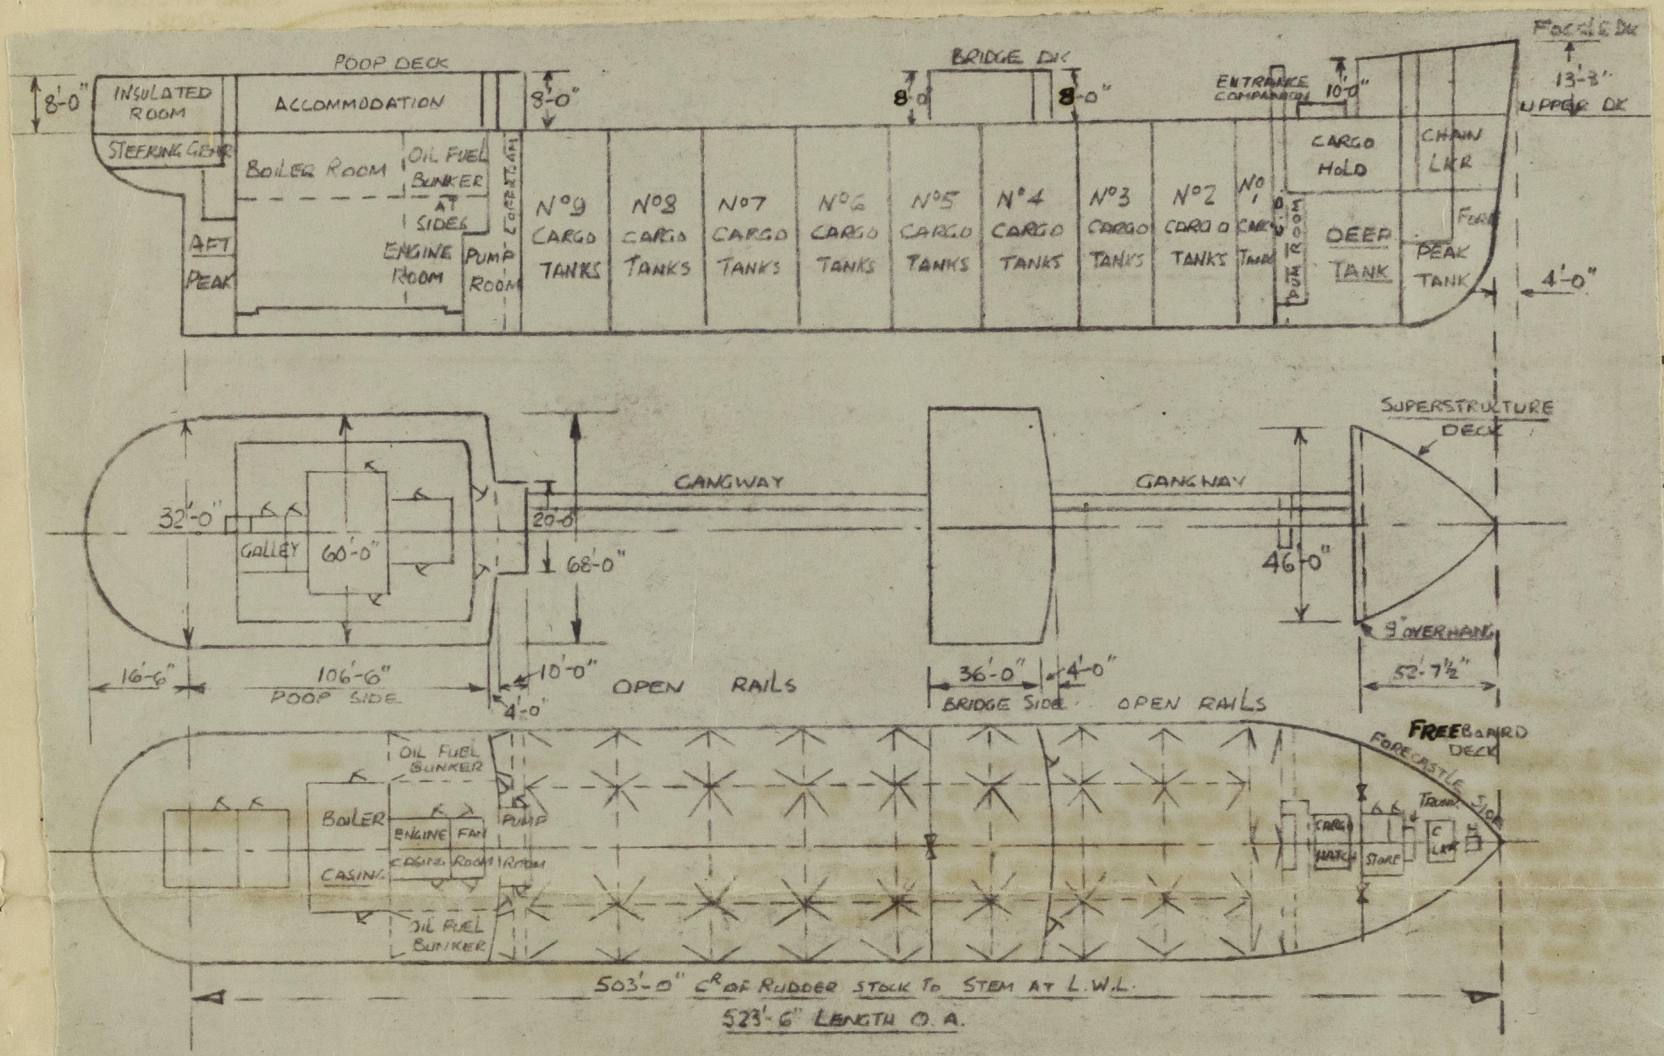 FOC'SLE DK
POOP DECK
BRIDGE DK
8'-0"
INSULATED
ROOM
ACCOMMODATION
8'-0"
8'-0"
8'-0"
ENTRANCE
COMPANION
10'-0"
UPPER DK
STEERING GEAR
BOILER ROOM
OIL FUEL
BUNKER
AT
SIDES
COFFERDAM
CARGO
HOLD
CHAIN
LKR
AFT
PEAK
ENGINE
ROOM
PUMP
ROOM
Nº9
CARGO
TANKS
Nº8
CARGO
TANKS
Nº7
CARGO
TANKS
Nº6
CARGO
TANKS
Nº5
CARGO
TANKS
Nº4
CARGO
TANKS
Nº3
CARGO
TANKS
Nº2
CARGO
TANKS
Nº
1
CARGO
TANKS
PUM ROOM
DEEP
TANK
FORE
PEAK
TANK
4'-0"
SUPERSTRUCTURE
DECK
GANGWAY
GANGWAY
32'-0"
GALLEY
60'-0"
20'-0"
68'-0"
46'-0"
9" OVERHANG
16'-6"
106'-6"
POOP SIDE
10'-0"
4'-0"
OPEN RAILS
36'-0"
BRIDGE SIDE
4'-0"
OPEN RAILS
52'-7½"
FREEBOARD
DECK
FORECASTLE SIDE
OIL FUEL
BUNKER
BOILER
CASING
ENGINE
CASING
FAN
ROOM
PUMP
ROOM
CARGO
HATCH
STORE
TRUNK
C
LKR
OIL FUEL
BUNKER
503'-0" Cᴿ OF RUDDER STOCK TO STEM AT L.W.L.
523'-6" LENGTH O.A.